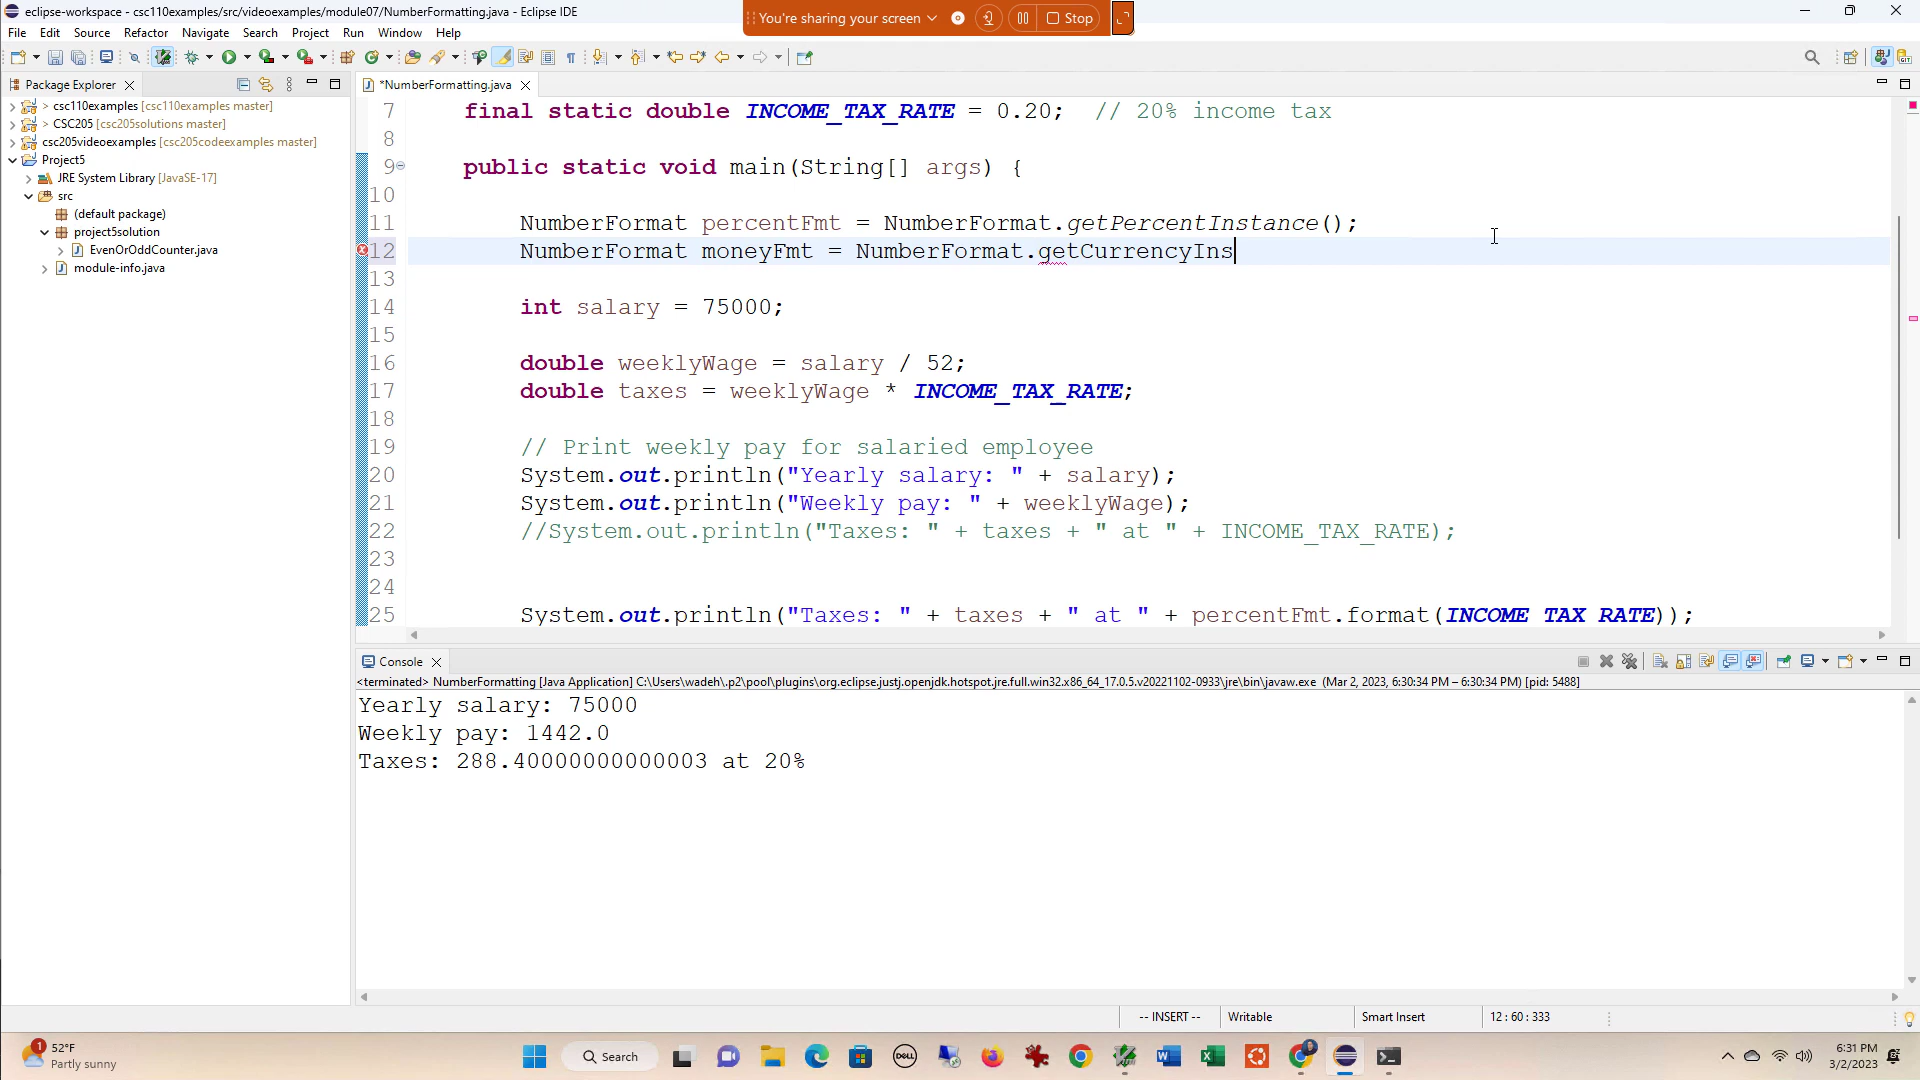 eclipse-workspace - csc110examples/src/videoexamples/module07/NumberFormatting.java - Eclipse IDE
You're sharing your screen
Stop
File Edit Source Refactor Navigate Search Project Run Window Help
Package Explorer
*NumberFormatting.java
> csc110examples [csc110examples master]
> CSC205 [csc205solutions master]
csc205videoexamples [csc205codeexamples master]
Project5
JRE System Library [JavaSE-17]
src
(default package)
project5solution
EvenOrOddCounter.java
module-info.java
7 final static double INCOME_TAX_RATE = 0.20; // 20% income tax
8
9 public static void main(String[] args) {
10
11 NumberFormat percentFmt = NumberFormat.getPercentInstance();
12 NumberFormat moneyFmt = NumberFormat.getCurrencyIns
13
14 int salary = 75000;
15
16 double weeklyWage = salary / 52;
17 double taxes = weeklyWage * INCOME_TAX_RATE;
18
19 // Print weekly pay for salaried employee
20 System.out.println("Yearly salary: " + salary);
21 System.out.println("Weekly pay: " + weeklyWage);
22 //System.out.println("Taxes: " + taxes + " at " + INCOME_TAX_RATE);
23
24
25 System.out.println("Taxes: " + taxes + " at " + percentFmt.format(INCOME_TAX_RATE));
Console
<terminated> NumberFormatting [Java Application] C:\Users\wadeh\.p2\pool\plugins\org.eclipse.justj.openjdk.hotspot.jre.full.win32.x86_64_17.0.5.v20221102-0933\jre\bin\javaw.exe (Mar 2, 2023, 6:30:34 PM – 6:30:34 PM) [pid: 5488]
Yearly salary: 75000
Weekly pay: 1442.0
Taxes: 288.40000000000003 at 20%
-- INSERT --
Writable
Smart Insert
12 : 60 : 333
1
52°F
Partly sunny
Search
DELL
6:31 PM
3/2/2023